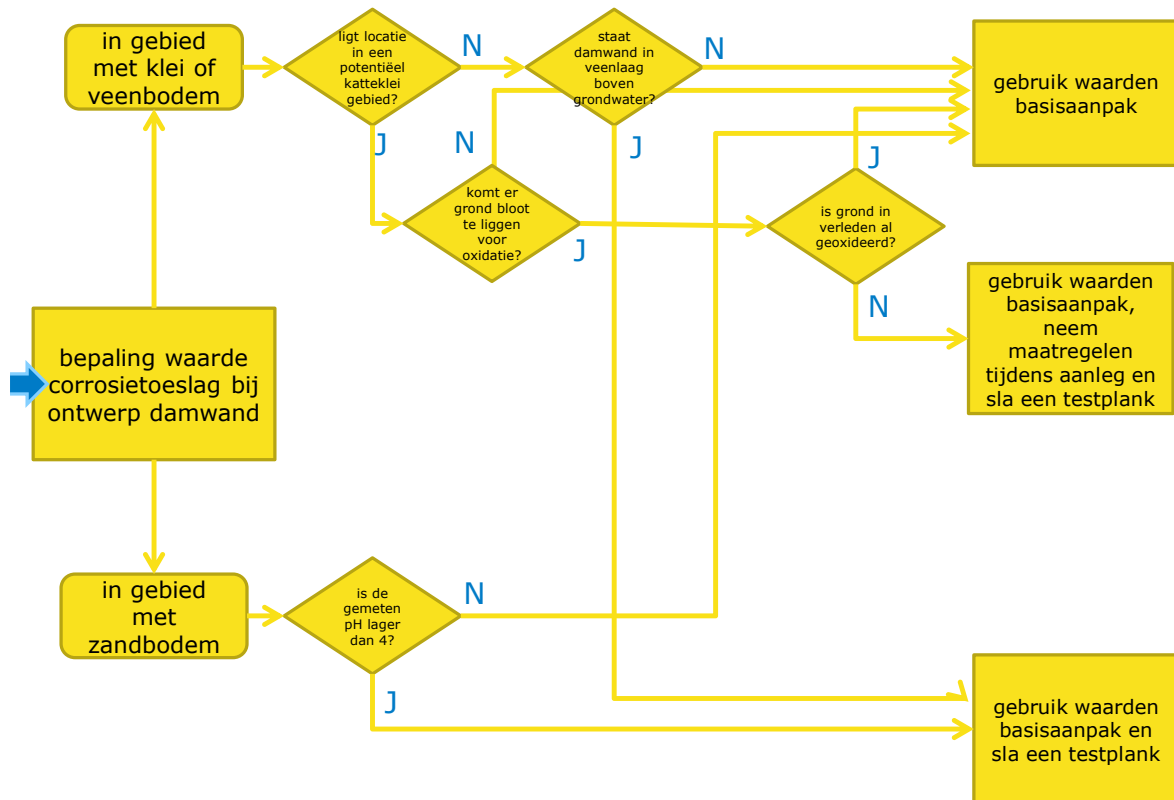 in gebied
met klei of
veenbodem
ligt locatie
in een
potentiëel
katteklei
gebied?
N
staat
damwand in
veenlaag
boven
grondwater?
N
gebruik waarden
basisaanpak
J
N
J
J
komt er
grond bloot
te liggen
voor
oxidatie?
J
is grond in
verleden al
geoxideerd?
N
gebruik waarden
basisaanpak,
neem
maatregelen
tijdens aanleg en
sla een testplank
bepaling waarde
corrosietoeslag bij
ontwerp damwand
in gebied
met
zandbodem
is de
gemeten
pH lager
dan 4?
N
J
gebruik waarden
basisaanpak en
sla een testplank